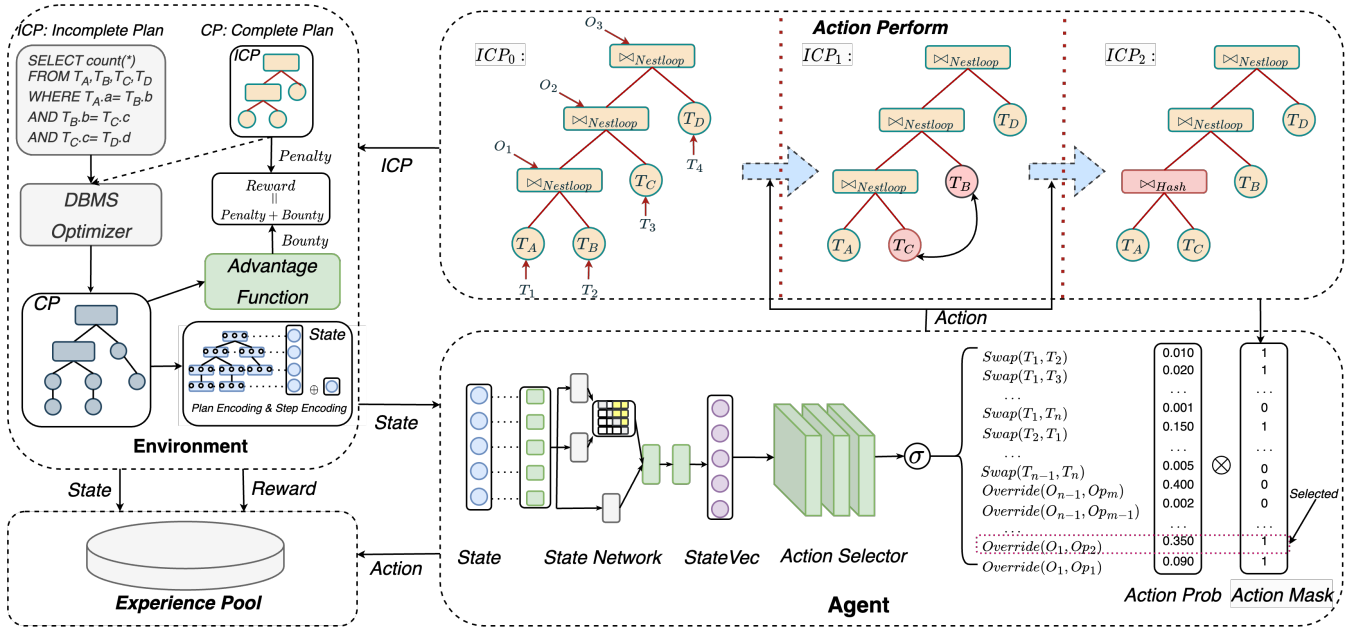 ICP: Incomplete Plan
CP: Complete Plan
SELECT count(*)
FROM T_A,T_B,T_C,T_D
WHERE T_A.a= T_B.b
AND T_B.b= T_C.c
AND T_C.c= T_D.d
ICP
Penalty
Reward
=
Penalty + Bounty
Bounty
DBMS
Optimizer
Advantage
Function
CP
State
⊕
Plan Encoding & Step Encoding
Environment
ICP
State
State
Reward
Action
Experience Pool
Action Perform
ICP_0 :
O_3
⋈_Nestloop
O_2
⋈_Nestloop
T_D
O_1
T_4
⋈_Nestloop
T_C
T_3
T_A
T_B
T_1
T_2
ICP_1 :
⋈_Nestloop
⋈_Nestloop
T_D
⋈_Nestloop
T_B
T_A
T_C
ICP_2 :
⋈_Nestloop
⋈_Nestloop
T_D
⋈_Hash
T_B
T_A
T_C
Action
State
State Network
StateVec
Action Selector
σ
Swap(T_1, T_2)
Swap(T_1, T_3)
...
Swap(T_1, T_n)
Swap(T_2, T_1)
...
Swap(T_{n-1}, T_n)
Override(O_{n-1}, Op_m)
Override(O_{n-1}, Op_{m-1})
...
Override(O_1, Op_2)
Override(O_1, Op_1)
0.010
0.020
...
0.001
0.150
...
0.005
0.400
0.002
...
0.350
0.090
⊗
1
1
...
0
1
...
0
0
0
...
1
1
Selected
Action Prob
Action Mask
Agent